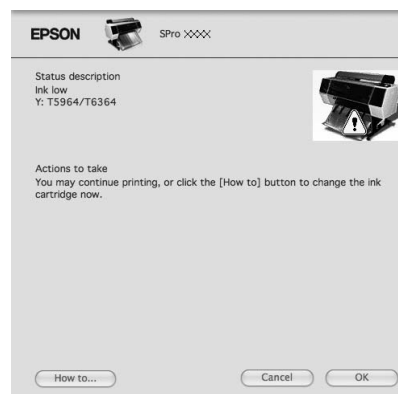 EPSON SPro XXXX
Status description
Ink low
Y: T5964/T6364
Actions to take
You may continue printing, or click the [How to] button to change the ink
cartridge now.
How to... Cancel OK